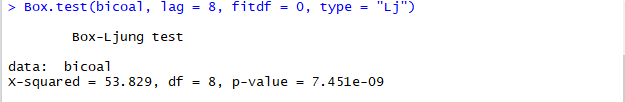 > Box.test(bicoal, lag = 8, fitdf = 0, type = "Lj")
Box-Ljung test
data:  bicoal
X-squared = 53.829, df = 8, p-value = 7.451e-09